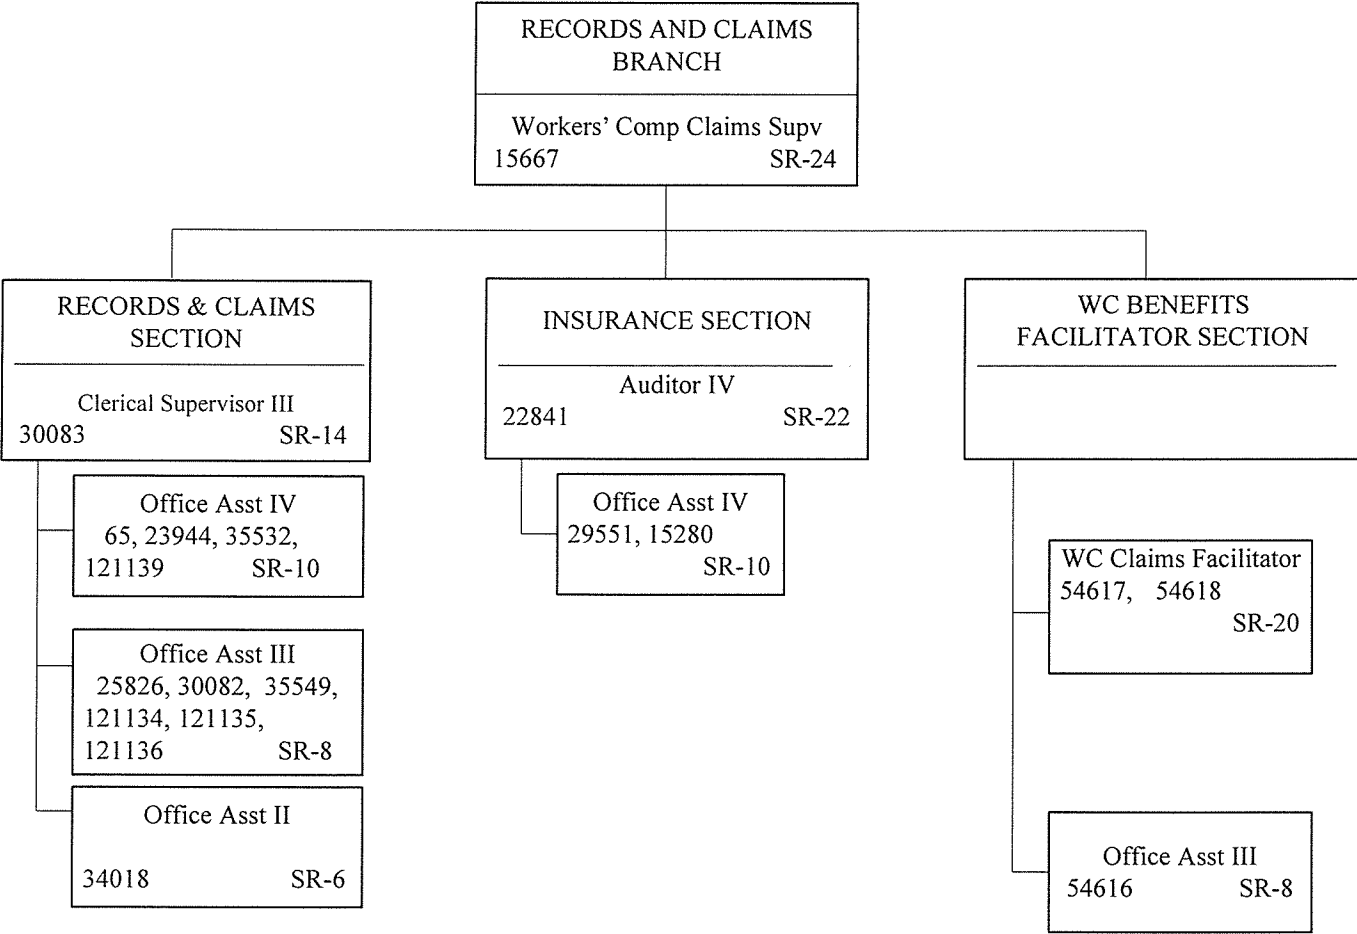 RECORDS AND CLAIMS
BRANCH
Workers' Comp Claims Supv
15667 SR-24
RECORDS & CLAIMS
SECTION
Clerical Supervisor III
30083 SR-14
Office Asst IV
65, 23944, 35532,
121139 SR-10
Office Asst III
25826, 30082, 35549,
121134, 121135,
121136 SR-8
Office Asst II
34018 SR-6
INSURANCE SECTION
Auditor IV
22841 SR-22
Office Asst IV
29551, 15280
SR-10
WC BENEFITS
FACILITATOR SECTION
WC Claims Facilitator
54617, 54618
SR-20
Office Asst III
54616 SR-8